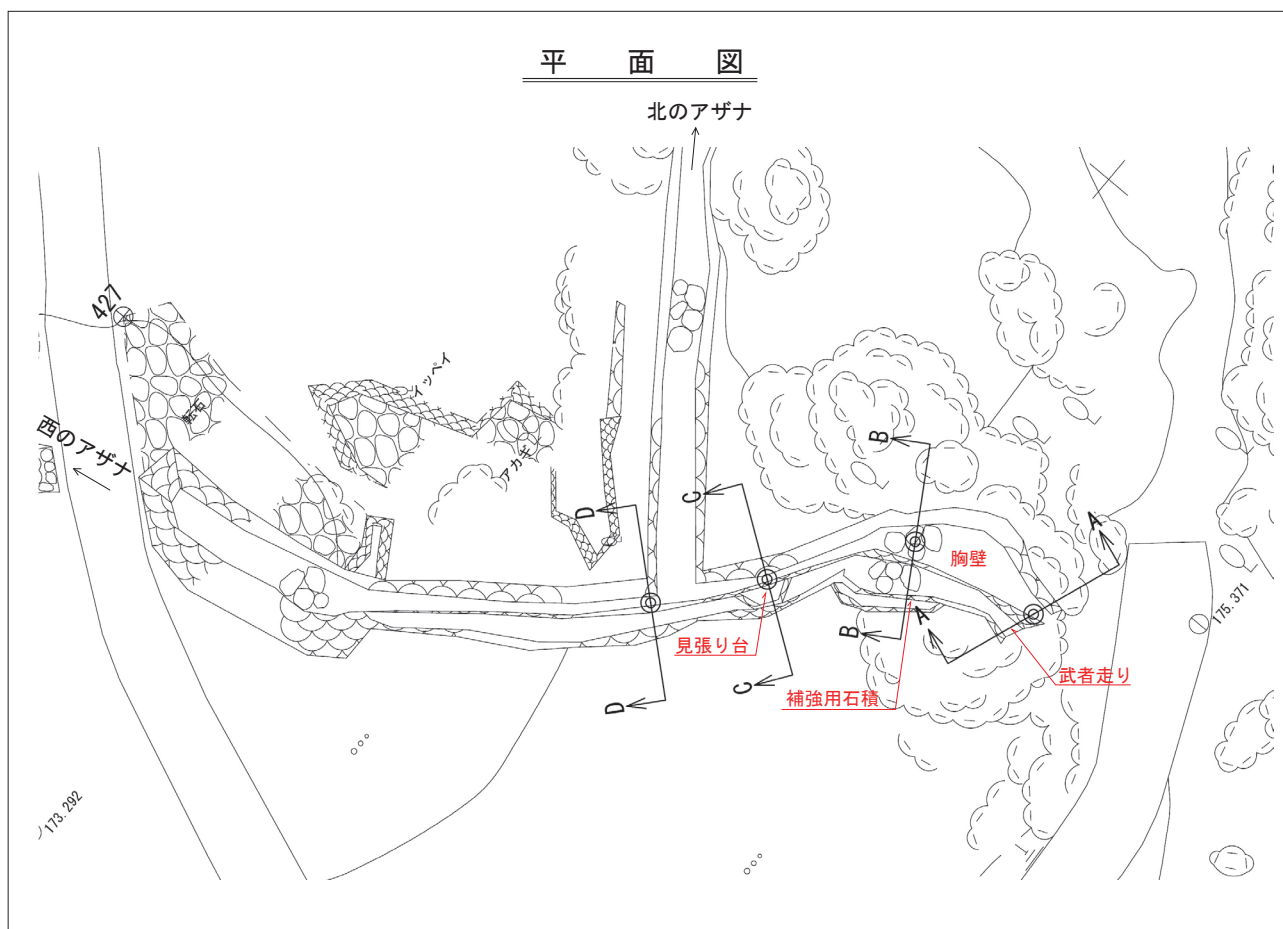 平面図
北のアザナ
427
転石
イッペイ
西のアザナ
アカギ
B
C
D
A
胸壁
175.371
B
A
見張り台
武者走り
C
補強用石積
D
173.292